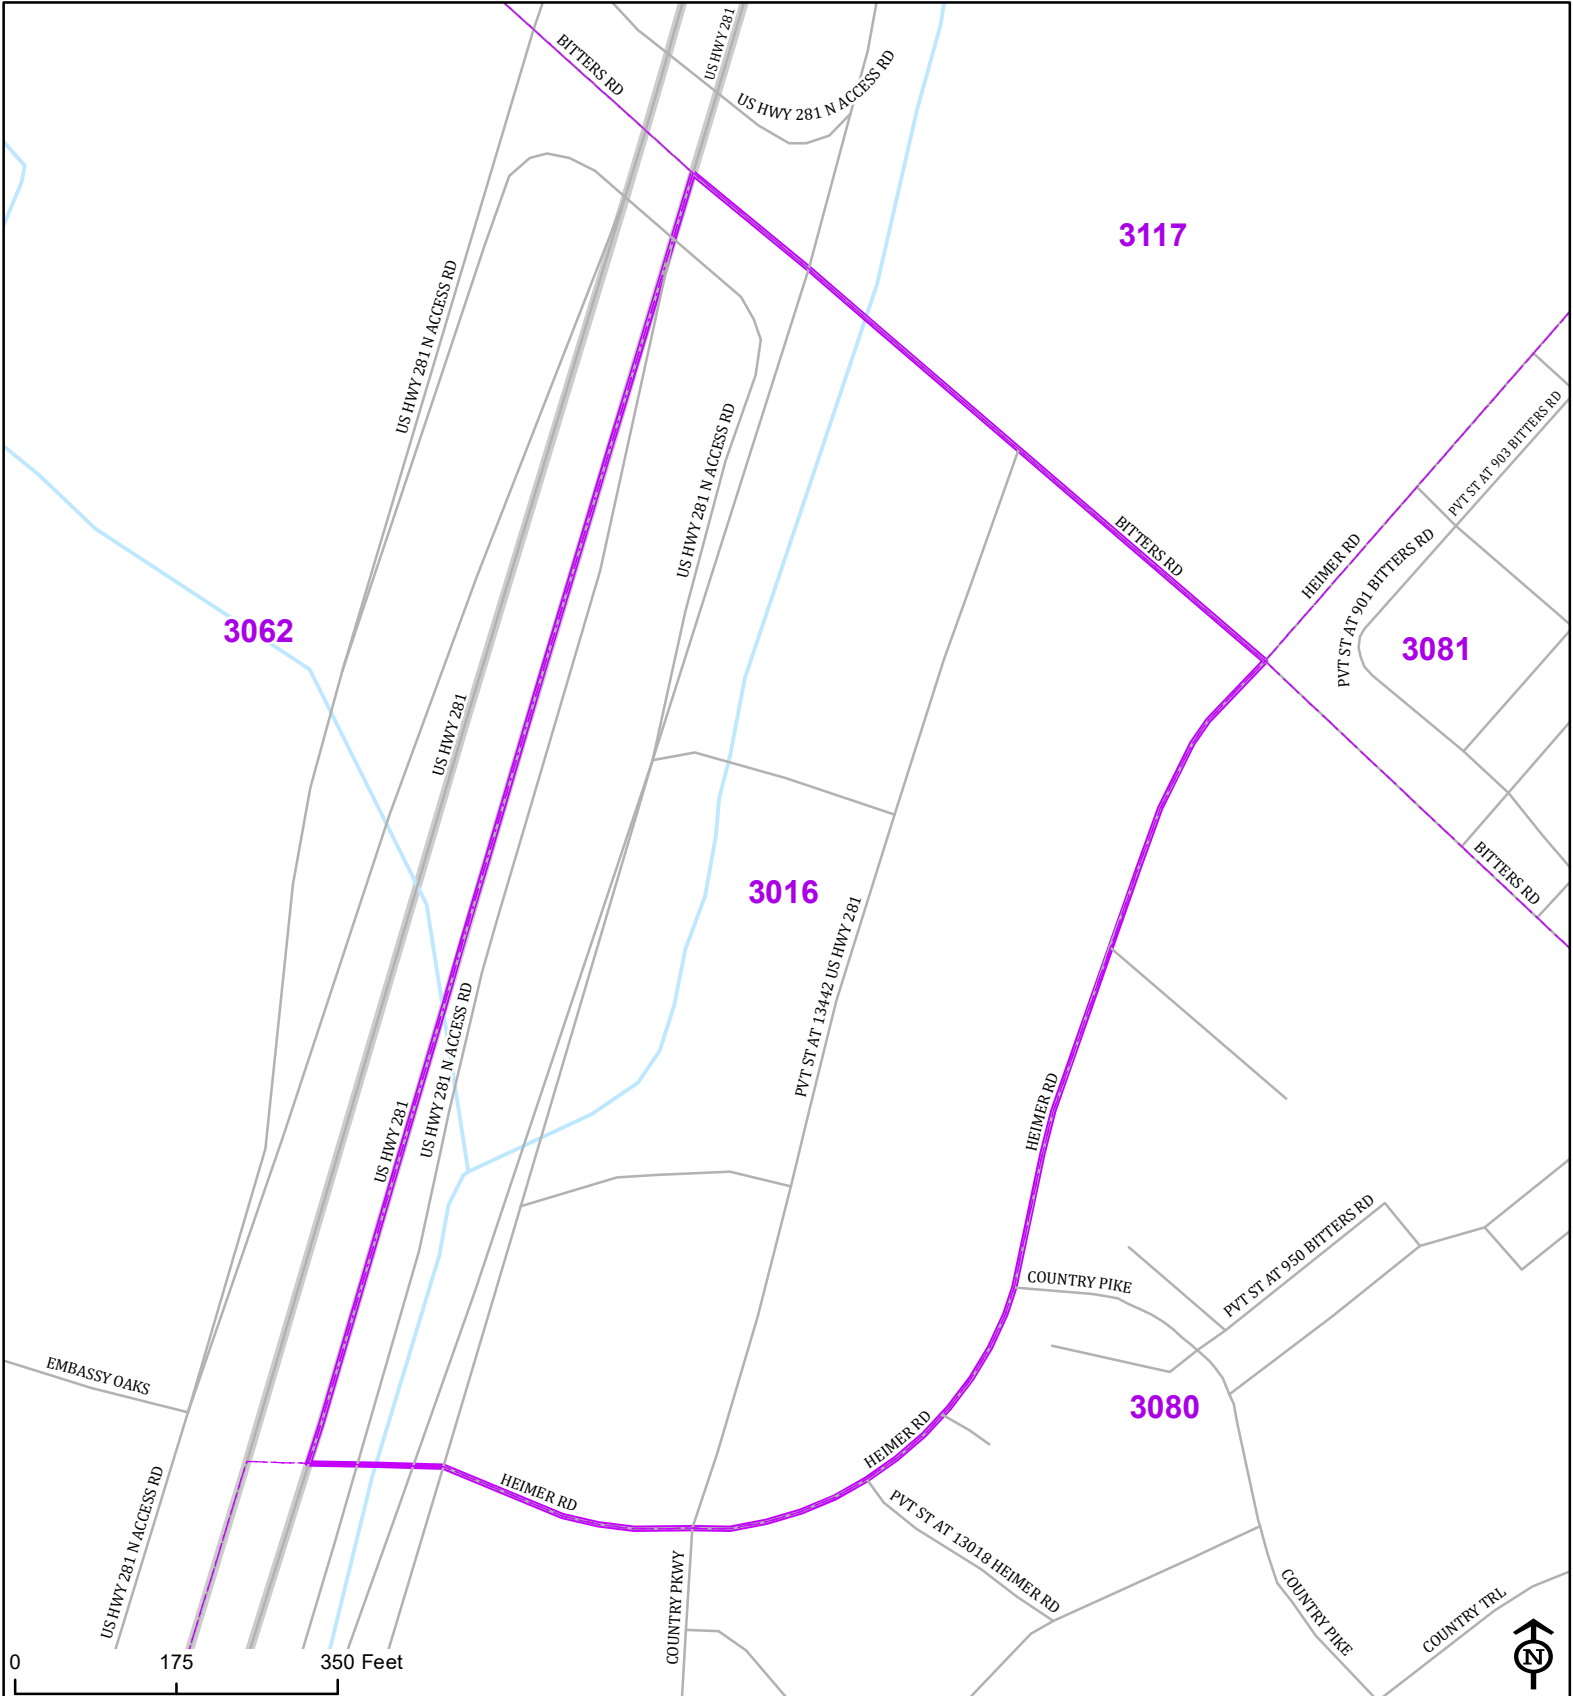 US HWY 281
BITTERS RD
US HWY 281 N ACCESS RD
3117
US HWY 281 N ACCESS RD
PVT ST AT 903 BITTERS RD
US HWY 281 N ACCESS RD
BITTERS RD
HEIMER RD
PVT ST AT 901 BITTERS RD
3062
3081
US HWY 281
BITTERS RD
3016
PVT ST AT 13442 US HWY 281
US HWY 281 N ACCESS RD
HEIMER RD
US HWY 281
PVT ST AT 950 BITTERS RD
COUNTRY PIKE
EMBASSY OAKS
3080
HEIMER RD
HEIMER RD
US HWY 281 N ACCESS RD
PVT ST AT 13018 HEIMER RD
COUNTRY PKWY
COUNTRY PIKE
COUNTRY TRL
0 175 350 Feet
N